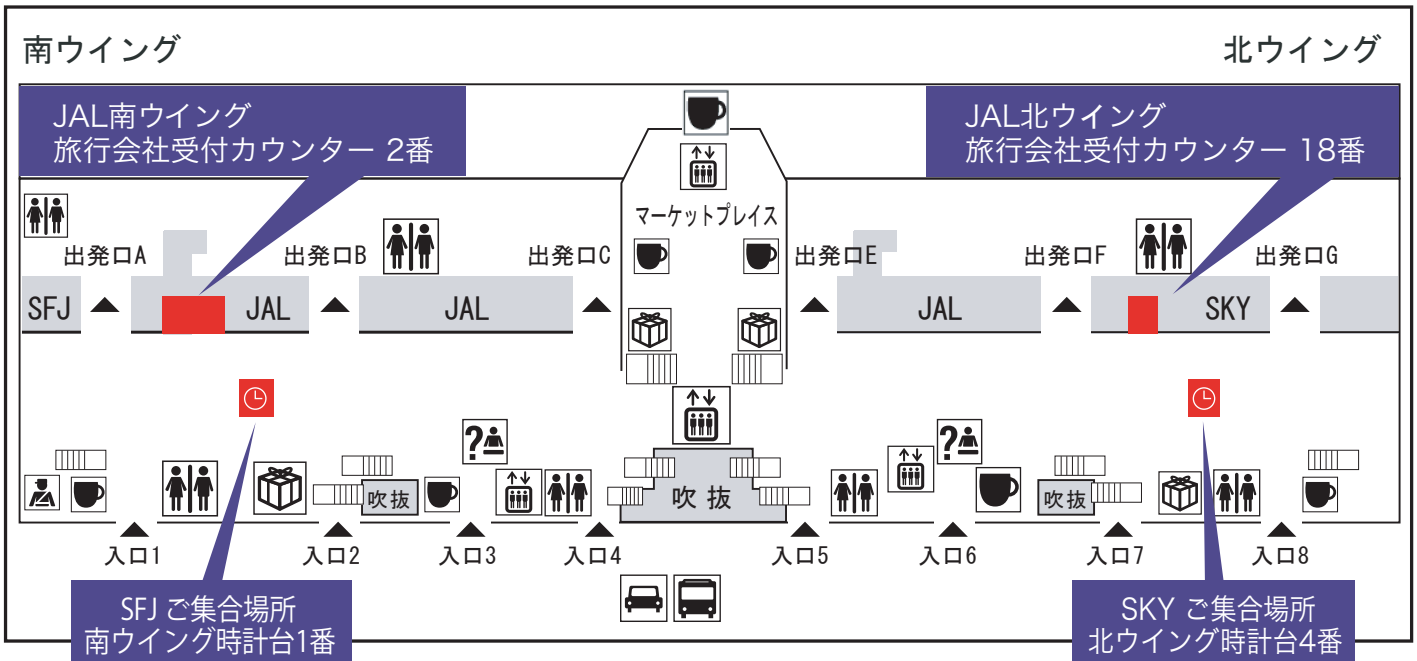 南ウイング
北ウイング
JAL南ウイング
旅行会社受付カウンター 2番
JAL北ウイング
旅行会社受付カウンター 18番
マーケットプレイス
出発口A
出発口B
出発口C
出発口E
出発口F
出発口G
SFJ
JAL
JAL
JAL
SKY
?
?
吹抜
吹 抜
吹抜
入口1
入口2
入口3
入口4
入口5
入口6
入口7
入口8
SFJ ご集合場所
南ウイング時計台1番
SKY ご集合場所
北ウイング時計台4番